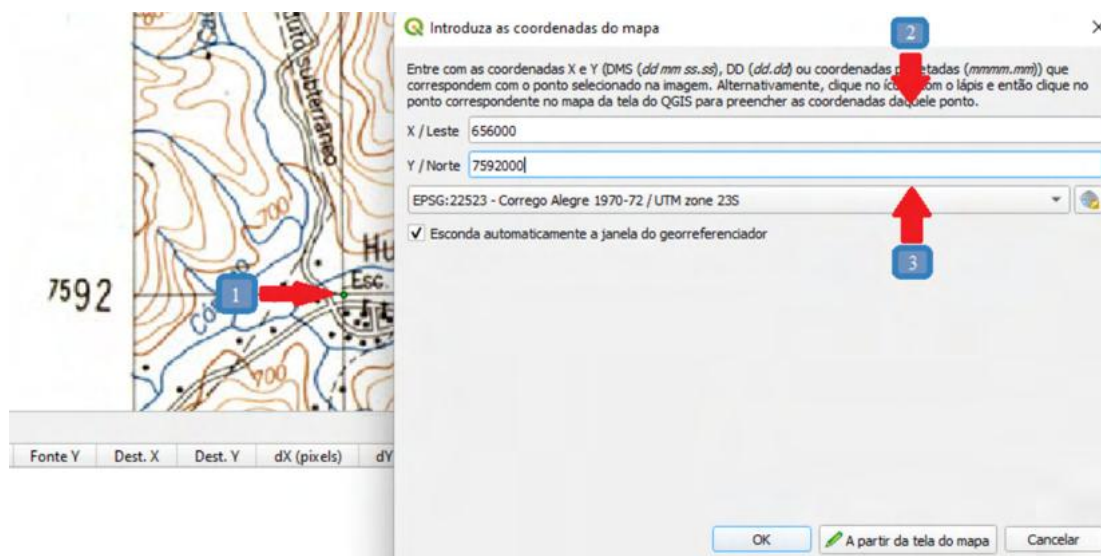 Introduza as coordenadas do mapa
2
Entre com as coordenadas X e Y (DMS (dd mm ss.ss), DD (dd.dd) ou coordenadas (mmmm.mm)) que
correspondem com o ponto selecionado na imagem. Alternativamente, clique no com o lápis e então clique no
ponto correspondente no mapa da tela do QGIS para preencher as coordenadas daquele ponto.
X / Leste 656000
Y / Norte 7592000
EPSG:22523 - Corrego Alegre 1970-72 / UTM zone 23S
Esconda automaticamente a janela do georreferenciador
3
duto subterrâneo
700
Hu
Esc.
7592
1
700
Fonte Y Dest. X Dest. Y dX (pixels) dY
OK A partir da tela do mapa Cancelar